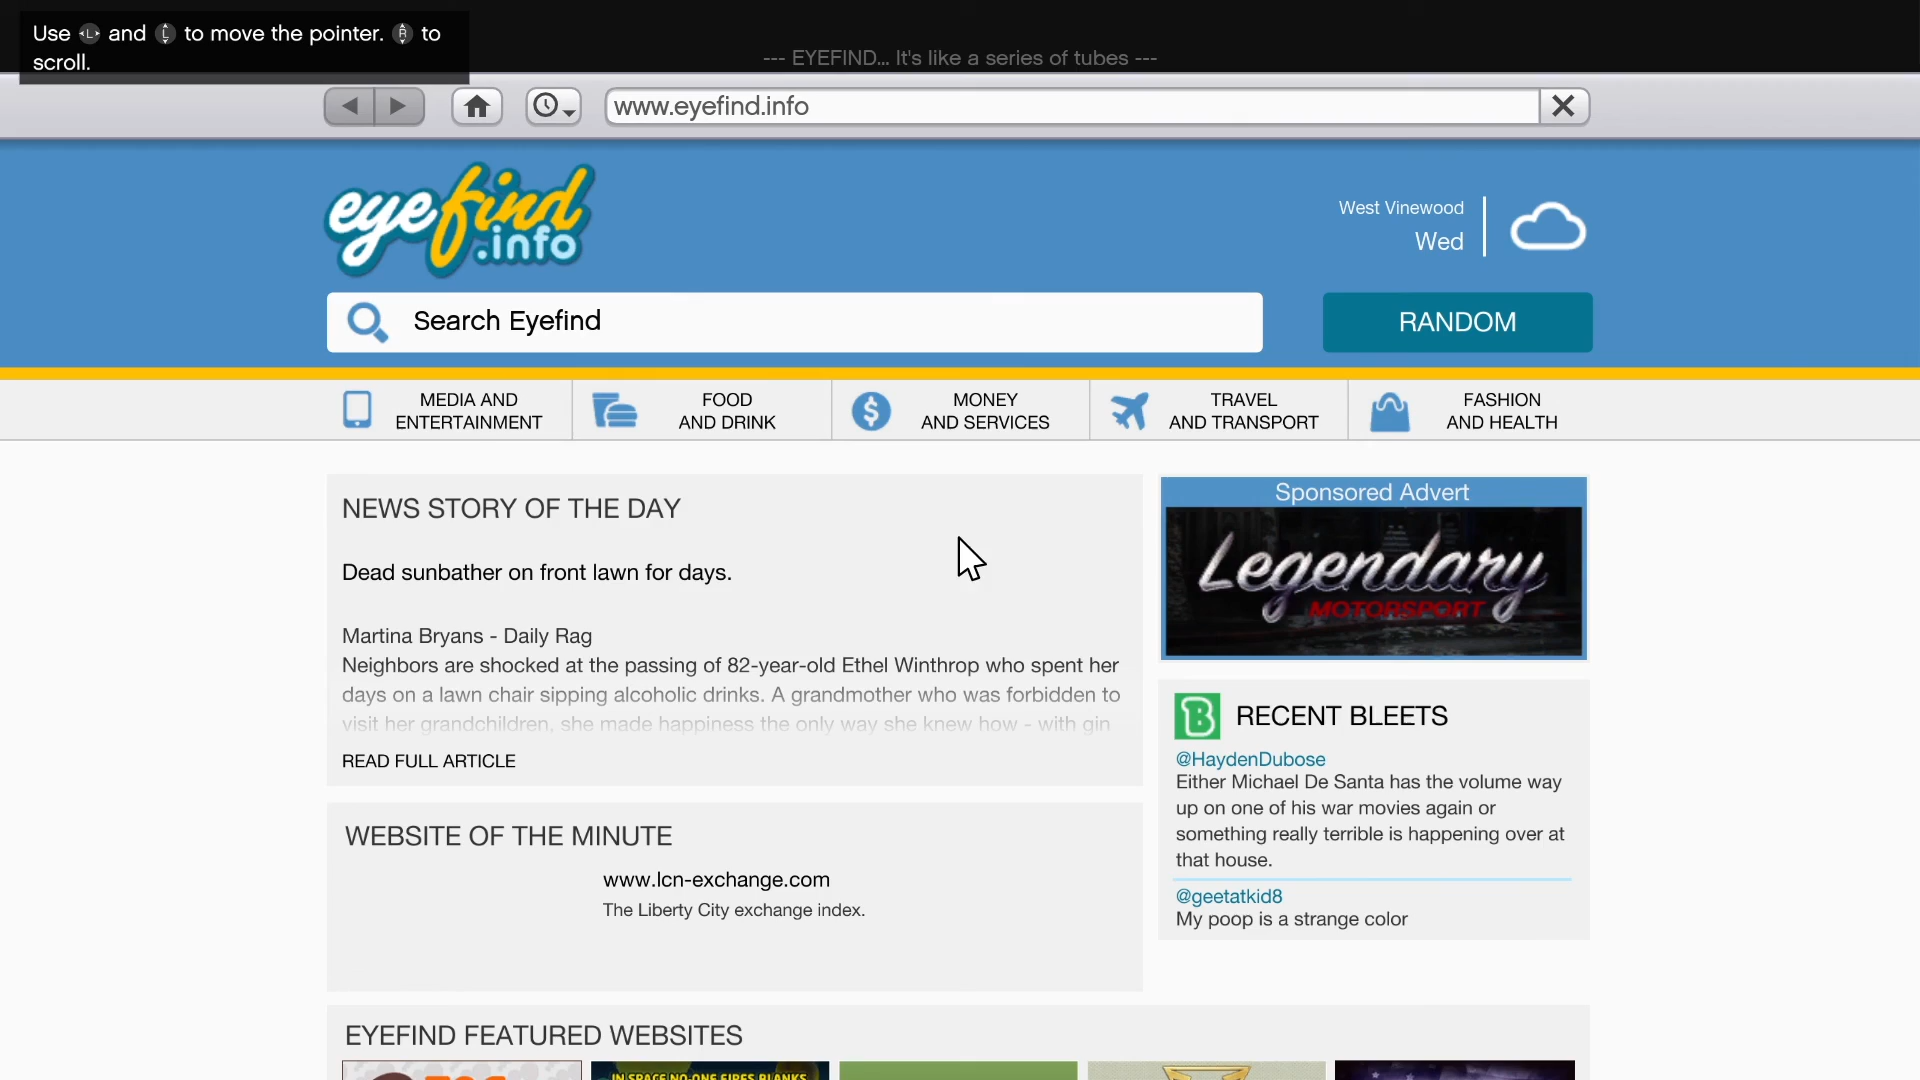 Use L and L to move the pointer. R to
scroll.
--- EYEFIND... It's like a series of tubes ---
www.eyefind.info
eyefind
.info
West Vinewood
Wed
Search Eyefind
RANDOM
MEDIA AND
ENTERTAINMENT
FOOD
AND DRINK
MONEY
AND SERVICES
TRAVEL
AND TRANSPORT
FASHION
AND HEALTH
NEWS STORY OF THE DAY
Dead sunbather on front lawn for days.
Martina Bryans - Daily Rag
Neighbors are shocked at the passing of 82-year-old Ethel Winthrop who spent her
days on a lawn chair sipping alcoholic drinks. A grandmother who was forbidden to
visit her grandchildren, she made happiness the only way she knew how - with gin
READ FULL ARTICLE
Sponsored Advert
Legendary
MOTORSPORT
B RECENT BLEETS
@HaydenDubose
Either Michael De Santa has the volume way
up on one of his war movies again or
something really terrible is happening over at
that house.
@geetatkid8
My poop is a strange color
WEBSITE OF THE MINUTE
www.lcn-exchange.com
The Liberty City exchange index.
EYEFIND FEATURED WEBSITES
IN SPACE NO-ONE FIRES BLANKS